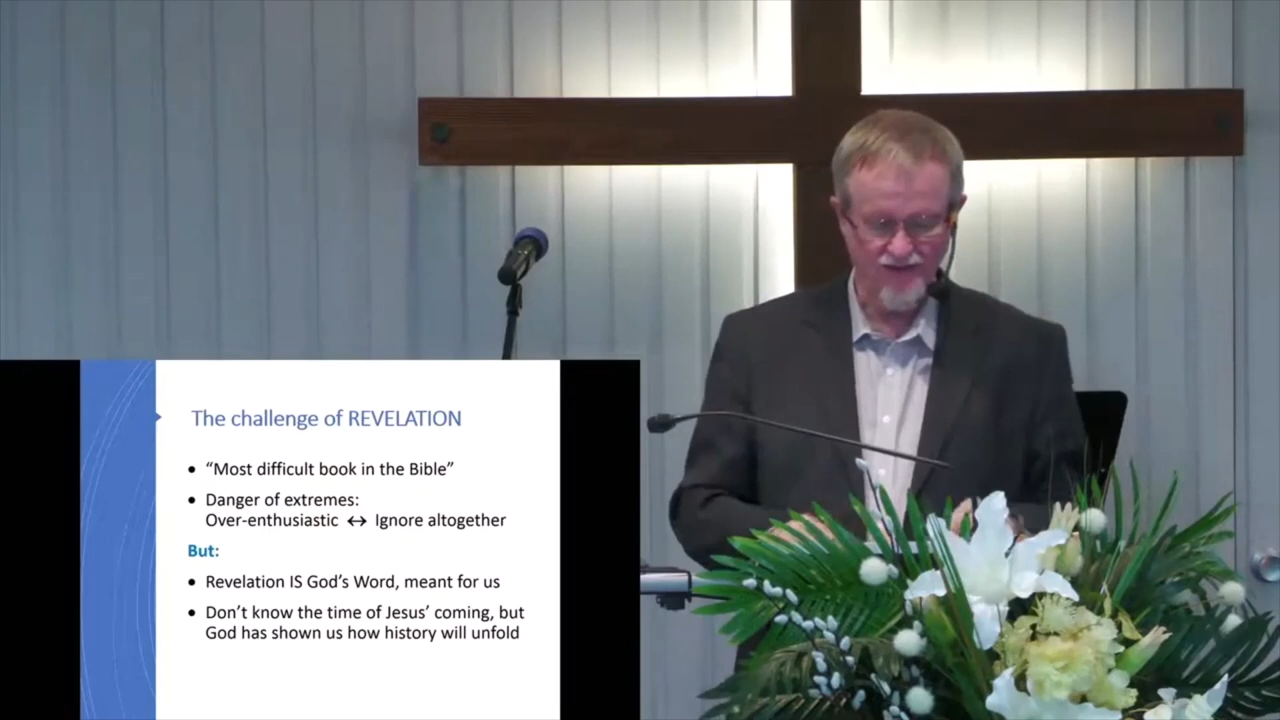 The challenge of REVELATION
• “Most difficult book in the Bible”
• Danger of extremes:
Over-enthusiastic ↔ Ignore altogether
But:
• Revelation IS God’s Word, meant for us
• Don’t know the time of Jesus’ coming, but
God has shown us how history will unfold